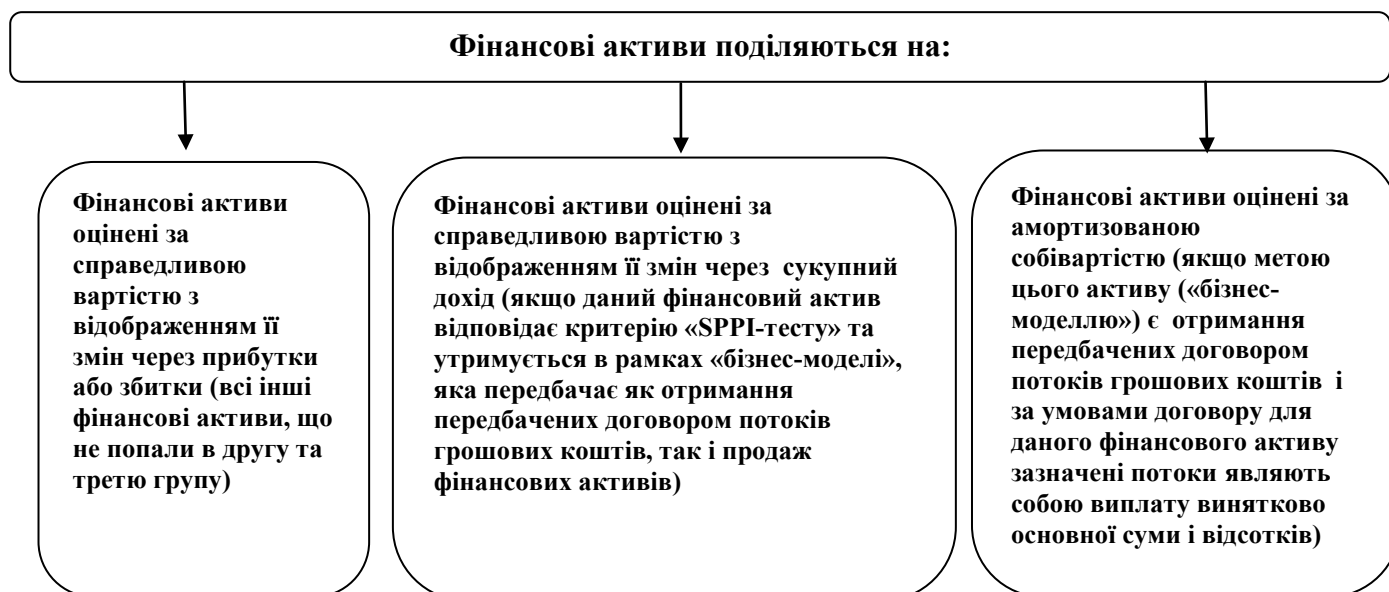 Фінансові активи поділяються на:
Фінансові активи
оцінені за
справедливою
вартістю з
відображенням її
змін через прибутки
або збитки (всі інші
фінансові активи, що
не попали в другу та
третю групу)
Фінансові активи оцінені за
справедливою вартістю з
відображенням її змін через сукупний
дохід (якщо даний фінансовий актив
відповідає критерію «SPPI-тесту» та
утримується в рамках «бізнес-моделі»,
яка передбачає як отримання
передбачених договором потоків
грошових коштів, так і продаж
фінансових активів)
Фінансові активи оцінені за
амортизованою
собівартістю (якщо метою
цього активу («бізнес-
моделлю») є отримання
передбачених договором
потоків грошових коштів і
за умовами договору для
даного фінансового активу
зазначені потоки являють
собою виплату винятково
основної суми і відсотків)